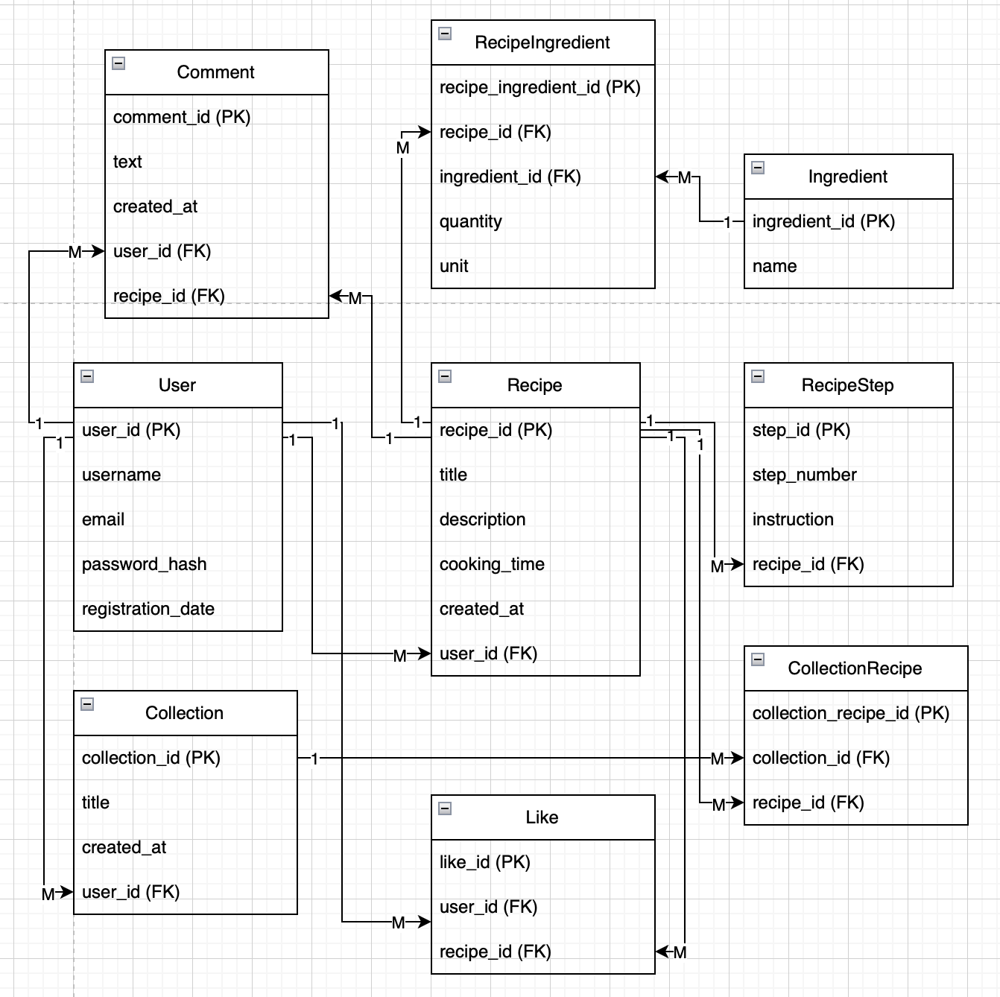 RecipeIngredient
recipe_ingredient_id (PK)
recipe_id (FK)
ingredient_id (FK)
quantity
unit
Comment
comment_id (PK)
text
created_at
user_id (FK)
recipe_id (FK)
Ingredient
ingredient_id (PK)
name
M
M
M
M
1
User
user_id (PK)
username
email
password_hash
registration_date
1
1
1
1
Recipe
recipe_id (PK)
title
description
cooking_time
created_at
user_id (FK)
1
1
1
1
1
M
M
RecipeStep
step_id (PK)
step_number
instruction
recipe_id (FK)
Collection
collection_id (PK)
title
created_at
user_id (FK)
1
M
M
M
CollectionRecipe
collection_recipe_id (PK)
collection_id (FK)
recipe_id (FK)
Like
like_id (PK)
user_id (FK)
recipe_id (FK)
M
M